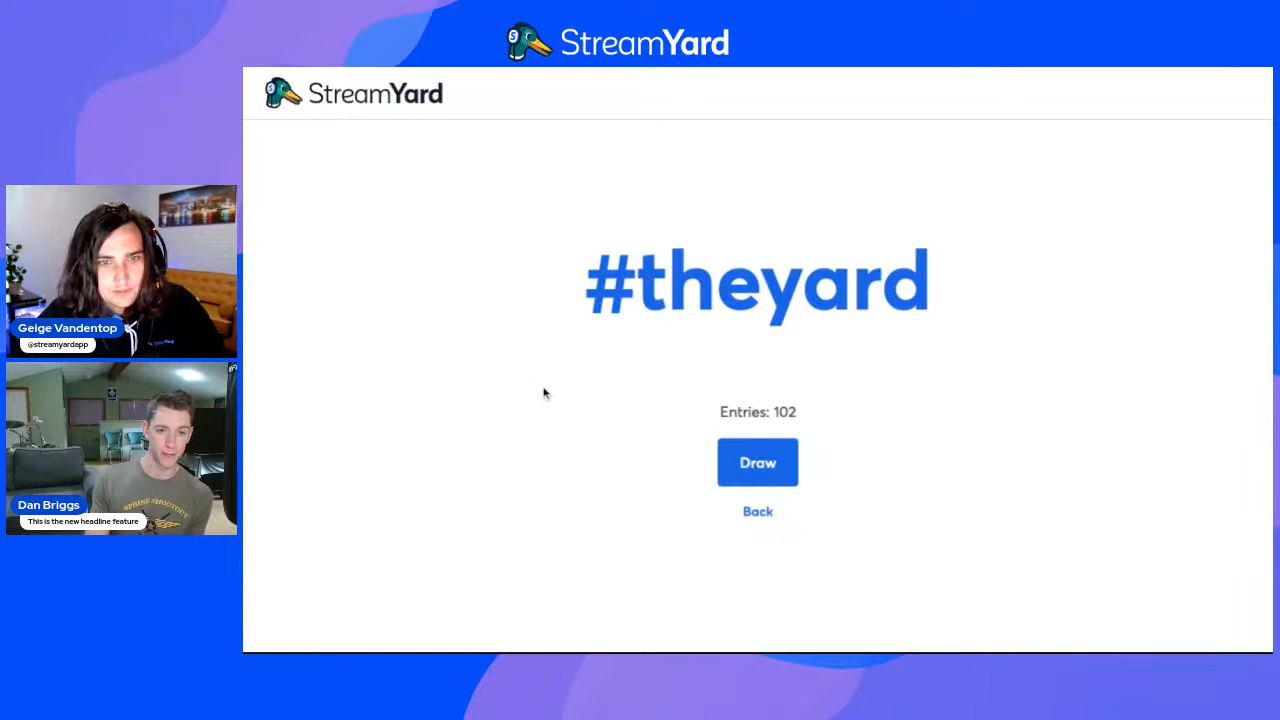 StreamYard
StreamYard
#theyard
Entries: 102
Draw
Back
Geige Vandentop
@streamyardapp
Dan Briggs
This is the new headline feature